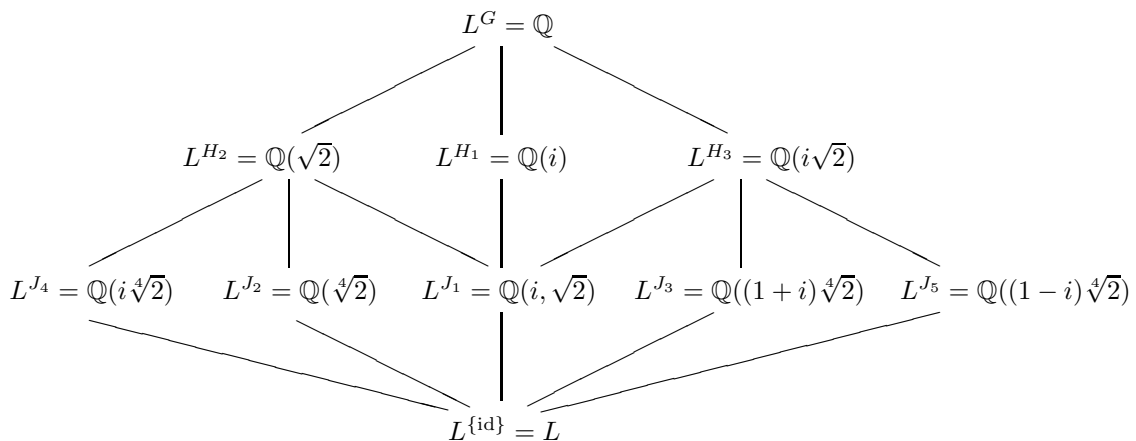 L^G = ℚ
L^{H_2} = ℚ(√2) L^{H_1} = ℚ(i) L^{H_3} = ℚ(i√2)
L^{J_4} = ℚ(i∜2) L^{J_2} = ℚ(∜2) L^{J_1} = ℚ(i, √2) L^{J_3} = ℚ((1 + i)∜2) L^{J_5} = ℚ((1 − i)∜2)
L^{{id}} = L